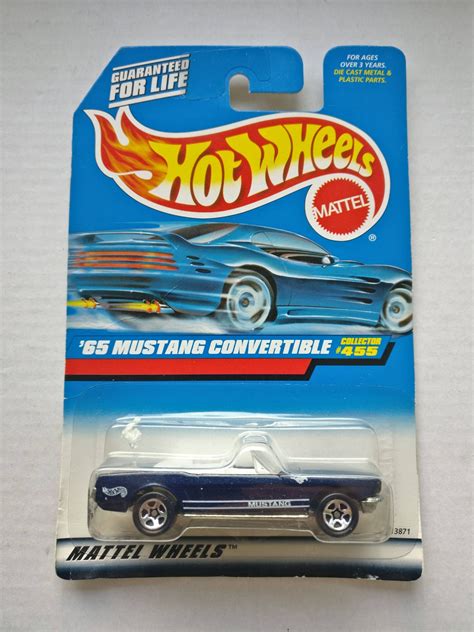 GUARANTEED
FOR LIFE
FOR AGES
OVER 3 YEARS.
DIE CAST METAL &
PLASTIC PARTS.
HOT WHEELS
MATTEL
®
'65 MUSTANG CONVERTIBLE
COLLECTOR
#455
MUSTANG
3871
MATTEL WHEELS™